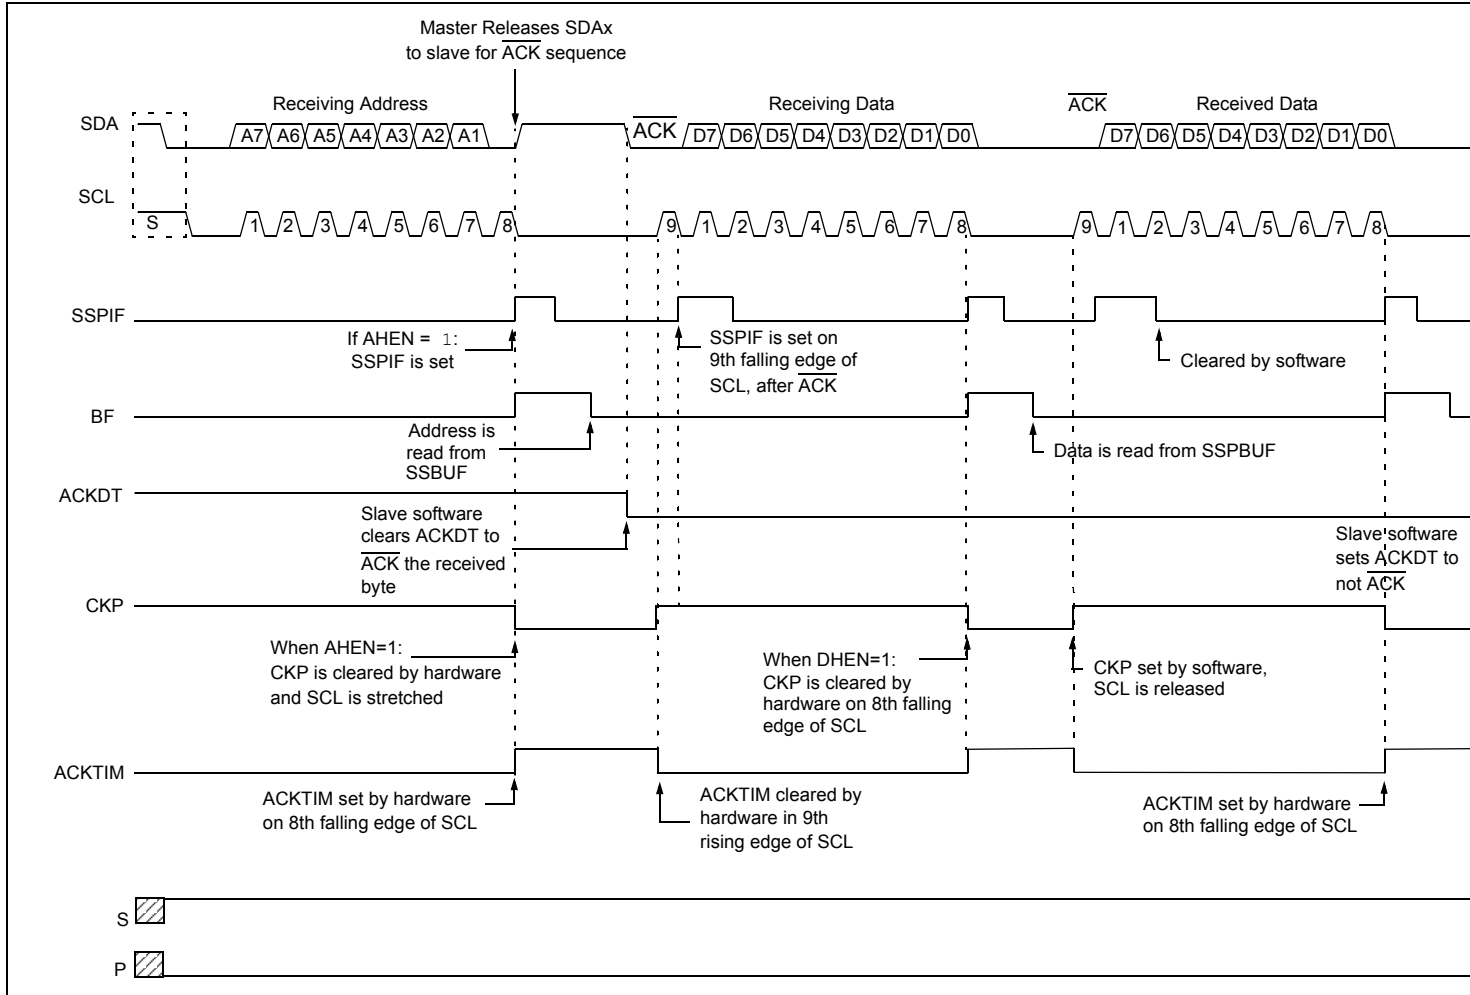 Master Releases SDAx
to slave for ACK sequence
Receiving Address
Receiving Data
ACK
Received Data
SDA
A7 A6 A5 A4 A3 A2 A1
ACK
D7 D6 D5 D4 D3 D2 D1 D0
D7 D6 D5 D4 D3 D2 D1 D0
SCL
S
1 2 3 4 5 6 7 8
9 1 2 3 4 5 6 7 8
9 1 2 3 4 5 6 7 8
SSPIF
If AHEN = 1:
SSPIF is set
SSPIF is set on
9th falling edge of
SCL, after ACK
Cleared by software
BF
Address is
read from
SSBUF
Data is read from SSPBUF
ACKDT
Slave software
clears ACKDT to
ACK the received
byte
Slave software
sets ACKDT to
not ACK
CKP
When AHEN=1:
CKP is cleared by hardware
and SCL is stretched
When DHEN=1:
CKP is cleared by
hardware on 8th falling
edge of SCL
CKP set by software,
SCL is released
ACKTIM
ACKTIM set by hardware
on 8th falling edge of SCL
ACKTIM cleared by
hardware in 9th
rising edge of SCL
ACKTIM set by hardware
on 8th falling edge of SCL
S
P